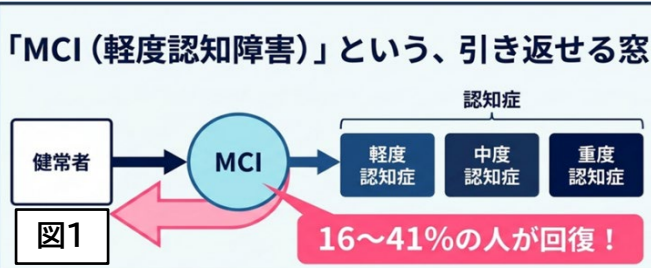 「MCI（軽度認知障害）」という、引き返せる窓
認知症
健常者
MCI
軽度
認知症
中度
認知症
重度
認知症
図1
16〜41%の人が回復！